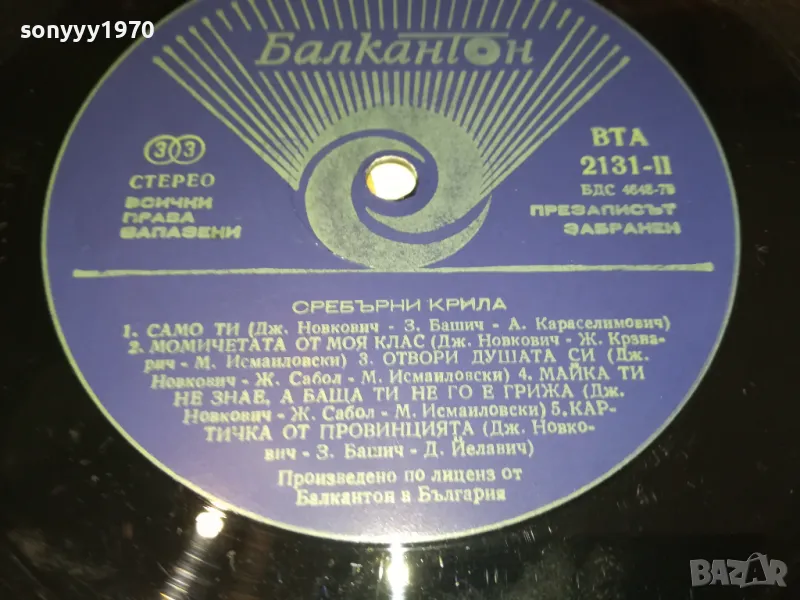 sonyyy1970
Балкантон
33
СТЕРЕО
ВСИЧКИ
ПРАВА
ЗАПАЗЕНИ
ВТА
2131-II
БДС 4648-79
ПРЕЗАПИСЪТ
ЗАБРАНЕН
СРЕБЪРНИ КРИЛА
1. САМО ТИ (Дж. Новкович - З. Башич - А. Караселимович)
2. МОМИЧЕТАТА ОТ МОЯ КЛАС (Дж. Новкович - Ж. Крзва-
рич - М. Исмаиловски) 3. ОТВОРИ ДУШАТА СИ (Дж.
Новкович - Ж. Сабол - М. Исмаиловски) 4. МАЙКА ТИ
НЕ ЗНАЕ, А БАЩА ТИ НЕ ГО Е ГРИЖА (Дж.
Новкович - Ж. Сабол - М. Исмаиловски) 5. КАР-
ТИЧКА ОТ ПРОВИНЦИЯТА (Дж. Новко-
вич - З. Башич - Д. Йелавич)
Произведено по лиценз от
Балкантон в България
BAZAR